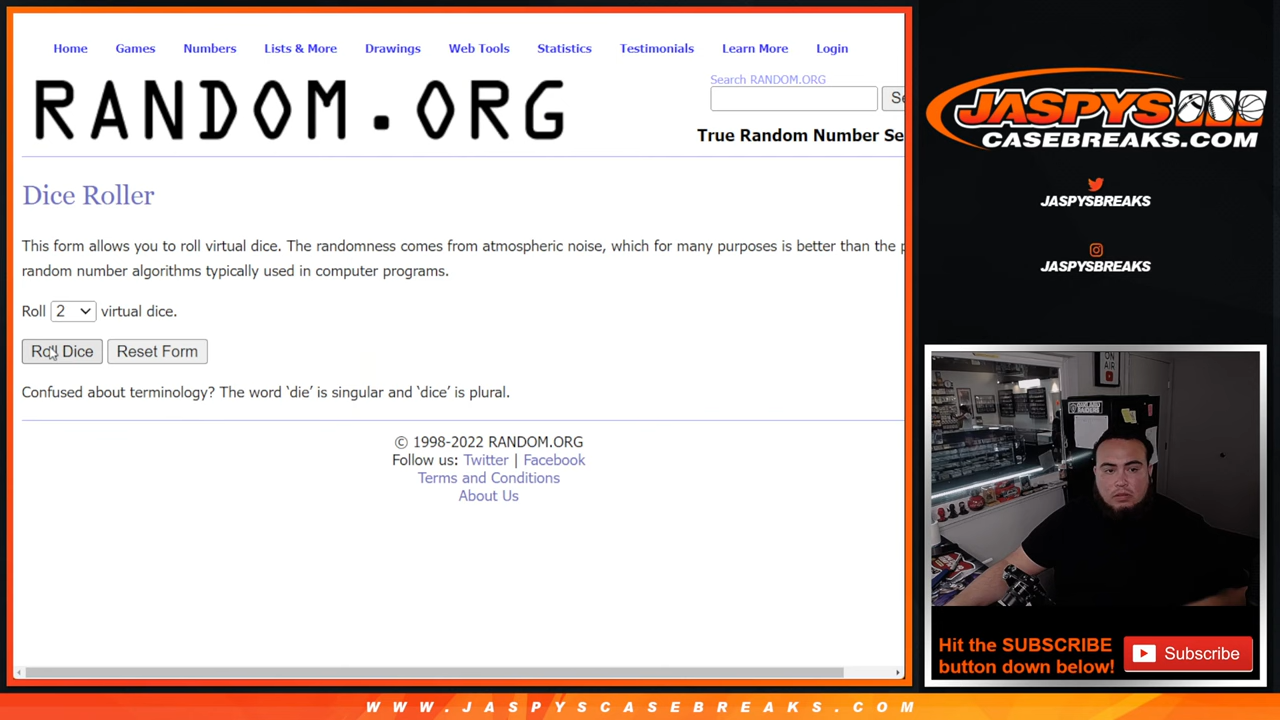 Home Games Numbers Lists & More Drawings Web Tools Statistics Testimonials Learn More Login
RANDOM.ORG
Search RANDOM.ORG
Se
True Random Number Se
Dice Roller
This form allows you to roll virtual dice. The randomness comes from atmospheric noise, which for many purposes is better than the p
random number algorithms typically used in computer programs.
Roll 2 virtual dice.
Roll Dice Reset Form
Confused about terminology? The word ‘die’ is singular and ‘dice’ is plural.
© 1998-2022 RANDOM.ORG
Follow us: Twitter | Facebook
Terms and Conditions
About Us
JASPYS
CASEBREAKS.COM
JASPYSBREAKS
JASPYSBREAKS
ON AIR
Hit the SUBSCRIBE
button down below!
Subscribe
WWW.JASPYSCASEBREAKS.COM